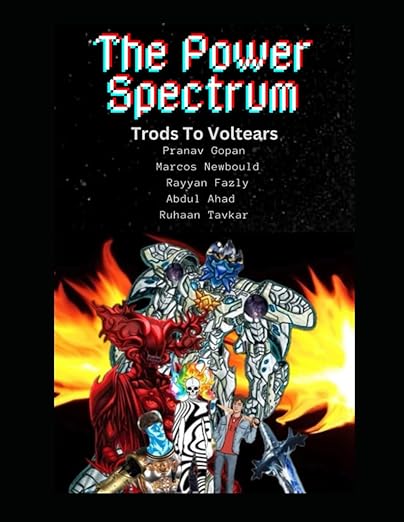 The Power
Spectrum
Trods To Voltears
Pranav Gopan
Marcos Newbould
Rayyan Fazly
Abdul Ahad
Ruhaan Tavkar